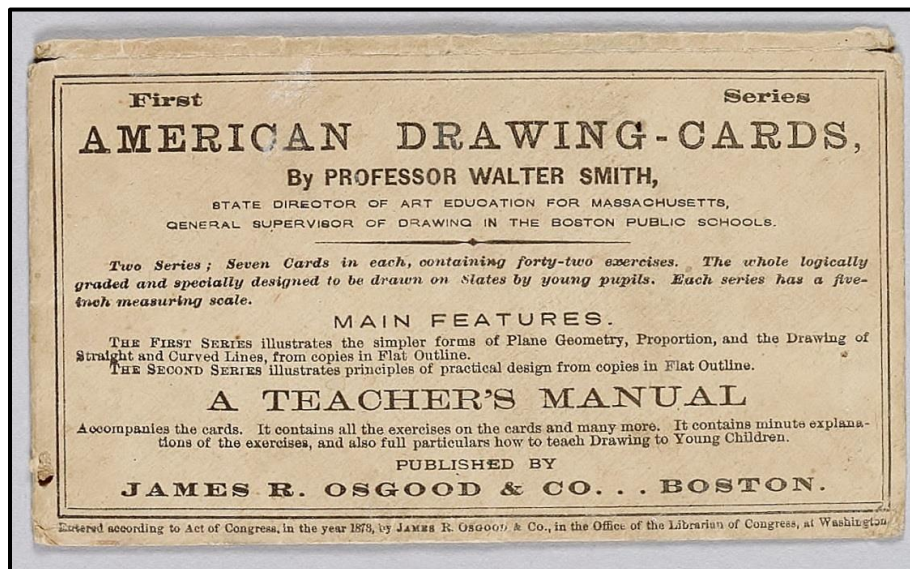 First Series
AMERICAN DRAWING-CARDS,
By PROFESSOR WALTER SMITH,
STATE DIRECTOR OF ART EDUCATION FOR MASSACHUSETTS,
GENERAL SUPERVISOR OF DRAWING IN THE BOSTON PUBLIC SCHOOLS.
Two Series; Seven Cards in each, containing forty-two exercises. The whole logically
graded and specially designed to be drawn on Slates by young pupils. Each series has a five-
inch measuring scale.
MAIN FEATURES.
THE FIRST SERIES illustrates the simpler forms of Plane Geometry, Proportion, and the Drawing of
Straight and Curved Lines, from copies in Flat Outline.
THE SECOND SERIES illustrates principles of practical design from copies in Flat Outline.
A TEACHER'S MANUAL
Accompanies the cards. It contains all the exercises on the cards and many more. It contains minute explana-
tions of the exercises, and also full particulars how to teach Drawing to Young Children.
PUBLISHED BY
JAMES R. OSGOOD & CO. . . BOSTON.
Entered according to Act of Congress, in the year 1873, by JAMES R. OSGOOD & Co., in the Office of the Librarian of Congress, at Washington